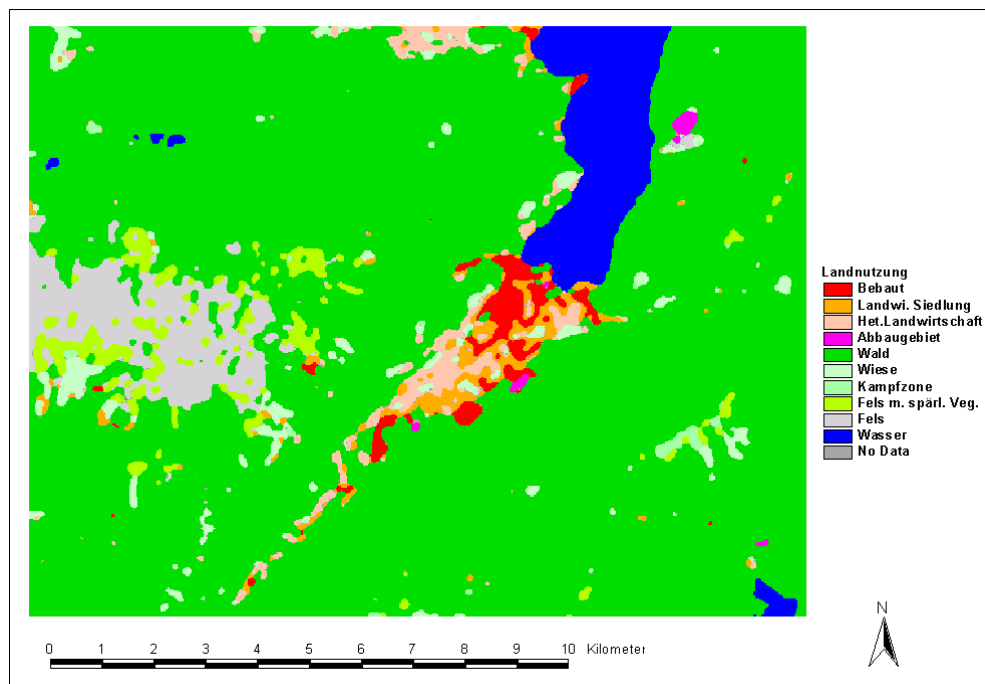 Landnutzung
Bebaut
Landwi. Siedlung
Het.Landwirtschaft
Abbaugebiet
Wald
Wiese
Kampfzone
Fels m. spärl. Veg.
Fels
Wasser
No Data
N
0 1 2 3 4 5 6 7 8 9 10 Kilometer